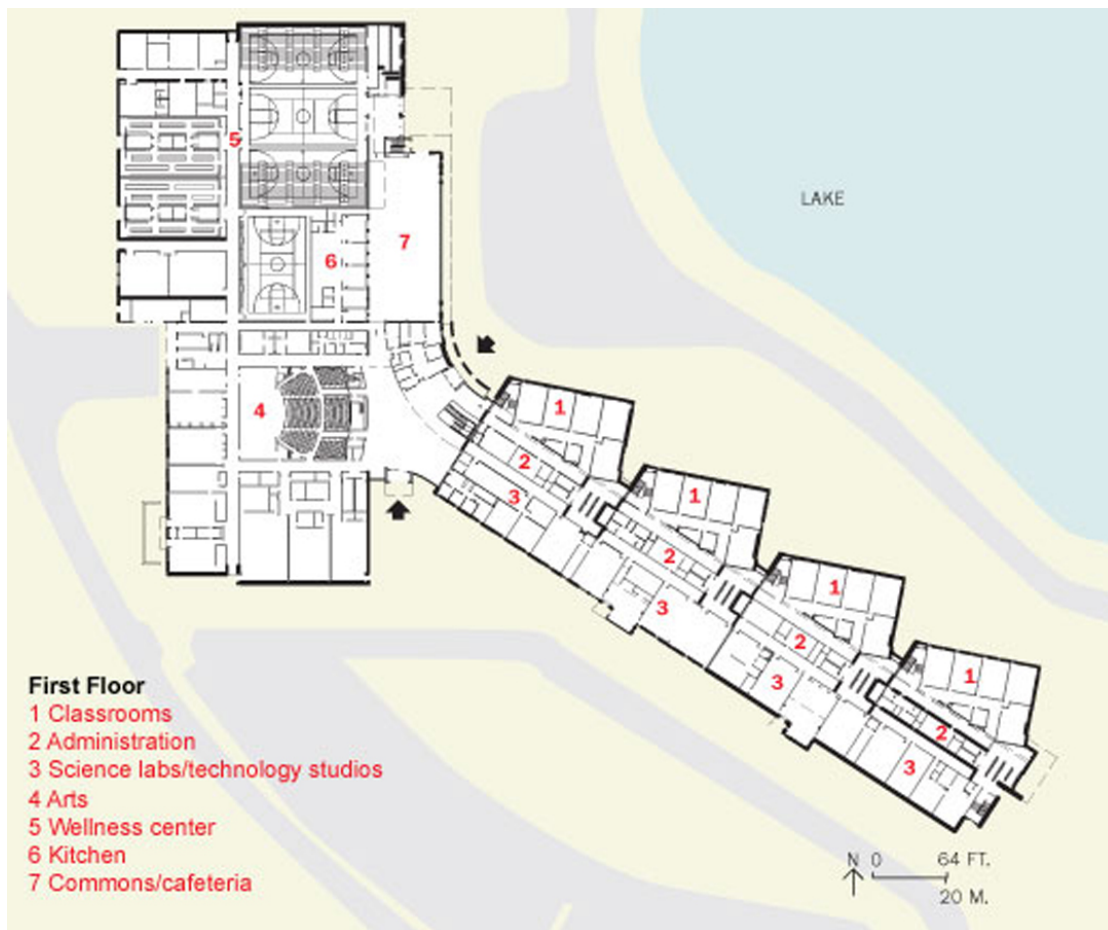 LAKE
5
7
6
4
1
2
3
1
2
3
1
2
3
1
2
3
First Floor
1 Classrooms
2 Administration
3 Science labs/technology studios
4 Arts
5 Wellness center
6 Kitchen
7 Commons/cafeteria
N 0 64 FT.
20 M.